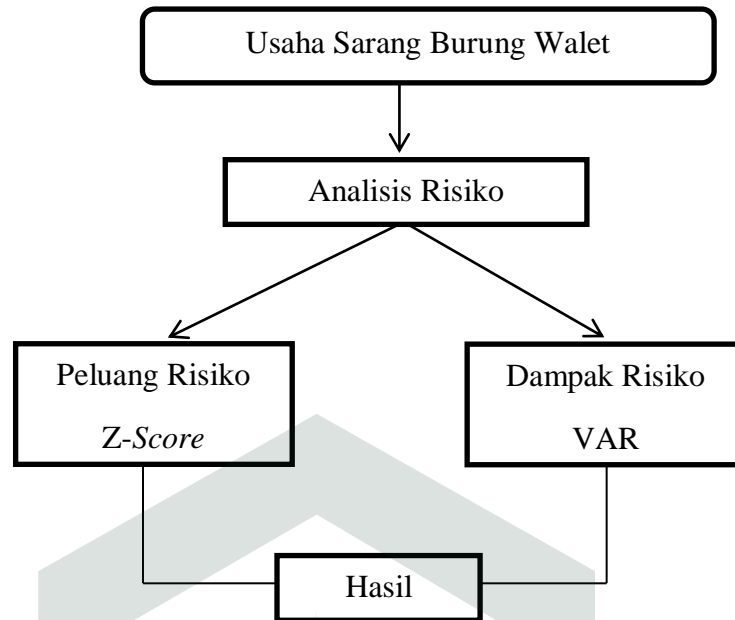 Usaha Sarang Burung Walet
Analisis Risiko
Peluang Risiko
Z-Score
Dampak Risiko
VAR
Hasil